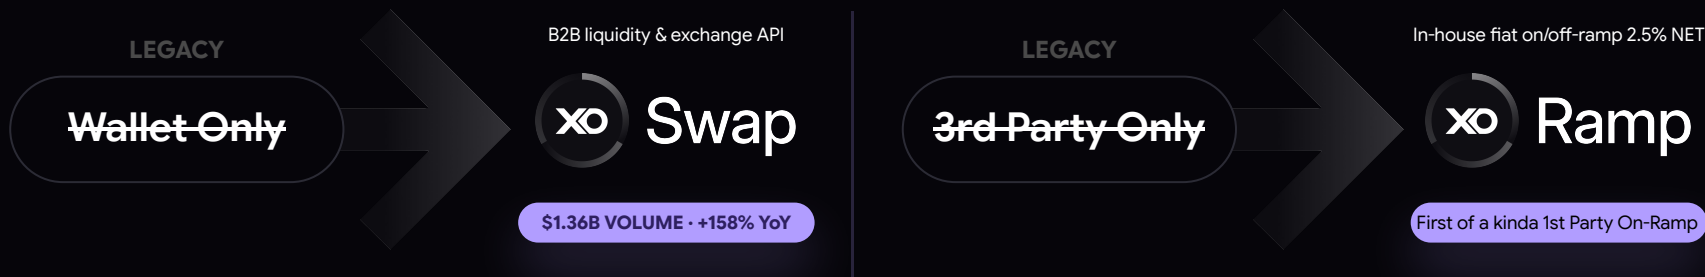 LEGACY
Wallet Only
B2B liquidity & exchange API
XO Swap
$1.36B VOLUME · +158% YoY
LEGACY
3rd Party Only
In-house fiat on/off-ramp 2.5% NET
XO Ramp
First of a kinda 1st Party On-Ramp